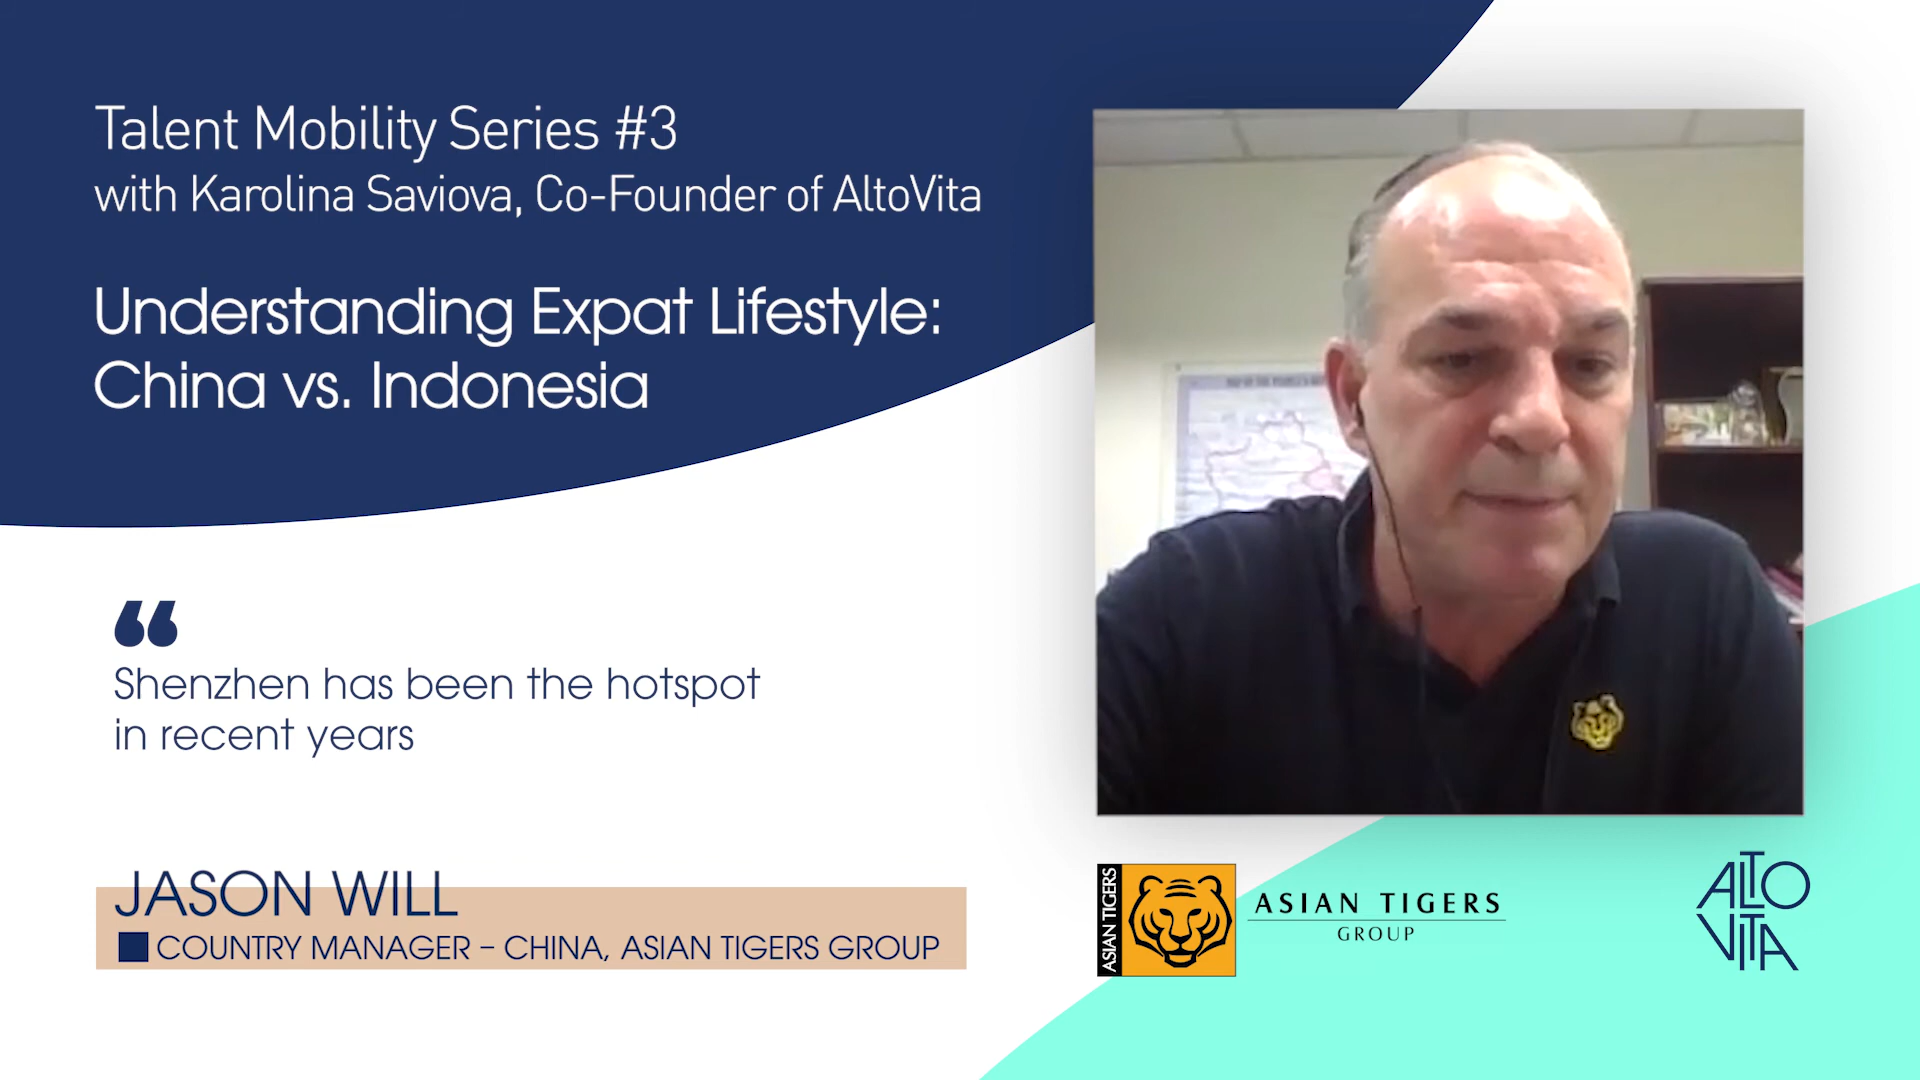 Talent Mobility Series #3
with Karolina Saviova, Co-Founder of AltoVita
Understanding Expat Lifestyle:
China vs. Indonesia
“
Shenzhen has been the hotspot
in recent years
JASON WILL
COUNTRY MANAGER – CHINA, ASIAN TIGERS GROUP
ASIAN TIGERS
ASIAN TIGERS
GROUP
ALTO
VITA